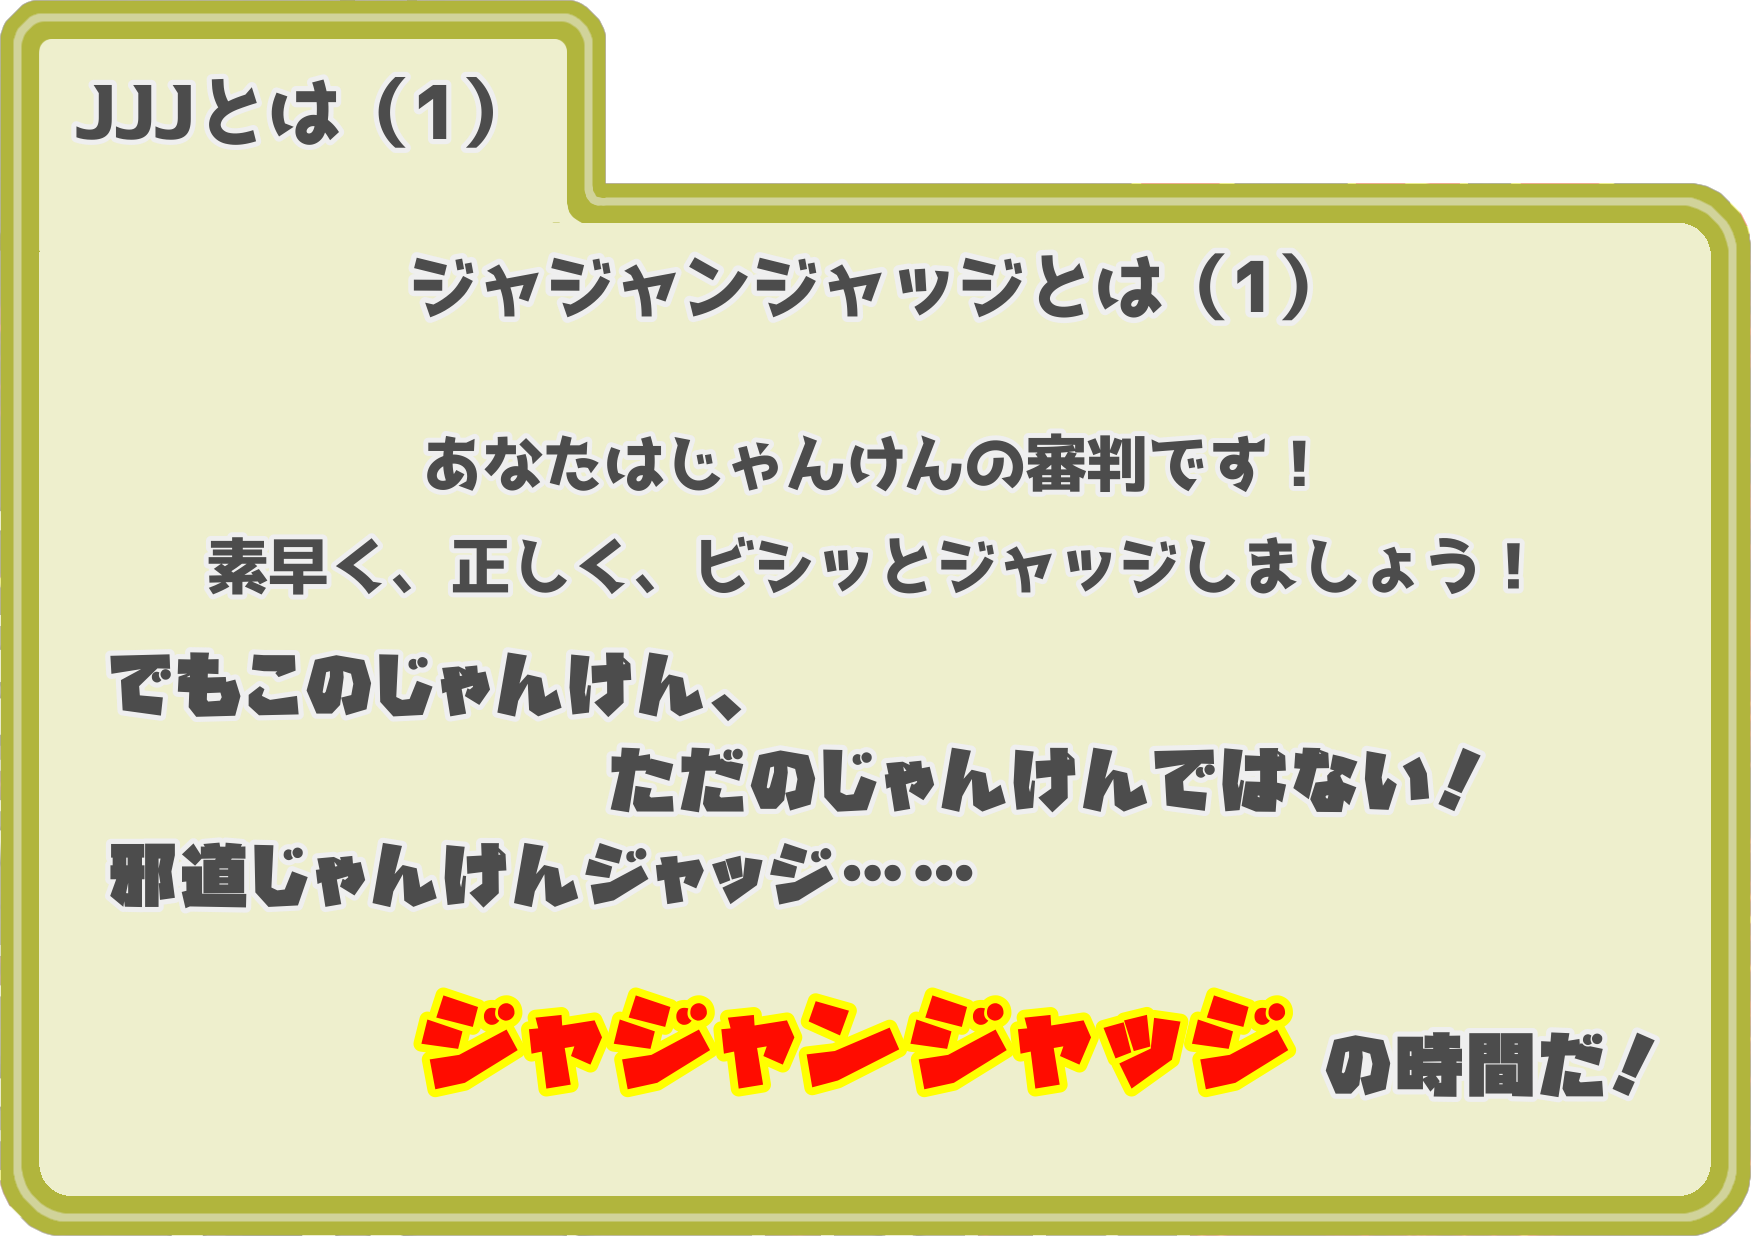 JJJとは（1）
ジャジャンジャッジとは（1）
あなたはじゃんけんの審判です！
素早く、正しく、ビシッとジャッジしましょう！
でもこのじゃんけん、
ただのじゃんけんではない！
邪道じゃんけんジャッジ……
ジャジャンジャッジの時間だ！